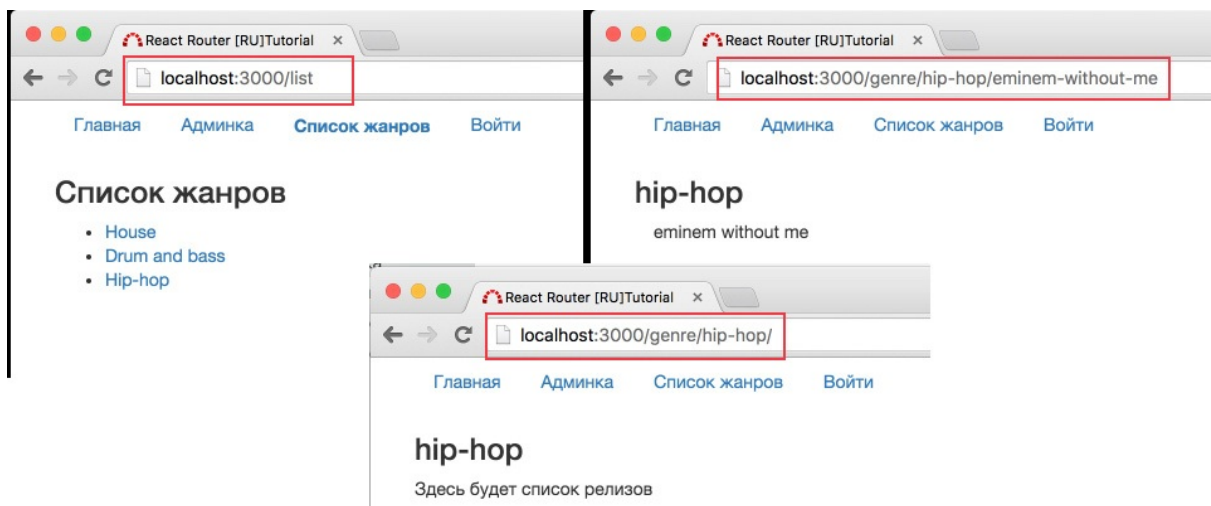 React Router [RU]Tutorial
localhost:3000/list
Главная Админка Список жанров Войти
Список жанров
House
Drum and bass
Hip-hop
React Router [RU]Tutorial
localhost:3000/genre/hip-hop/eminem-without-me
Главная Админка Список жанров Войти
hip-hop
eminem without me
React Router [RU]Tutorial
localhost:3000/genre/hip-hop/
Главная Админка Список жанров Войти
hip-hop
Здесь будет список релизов